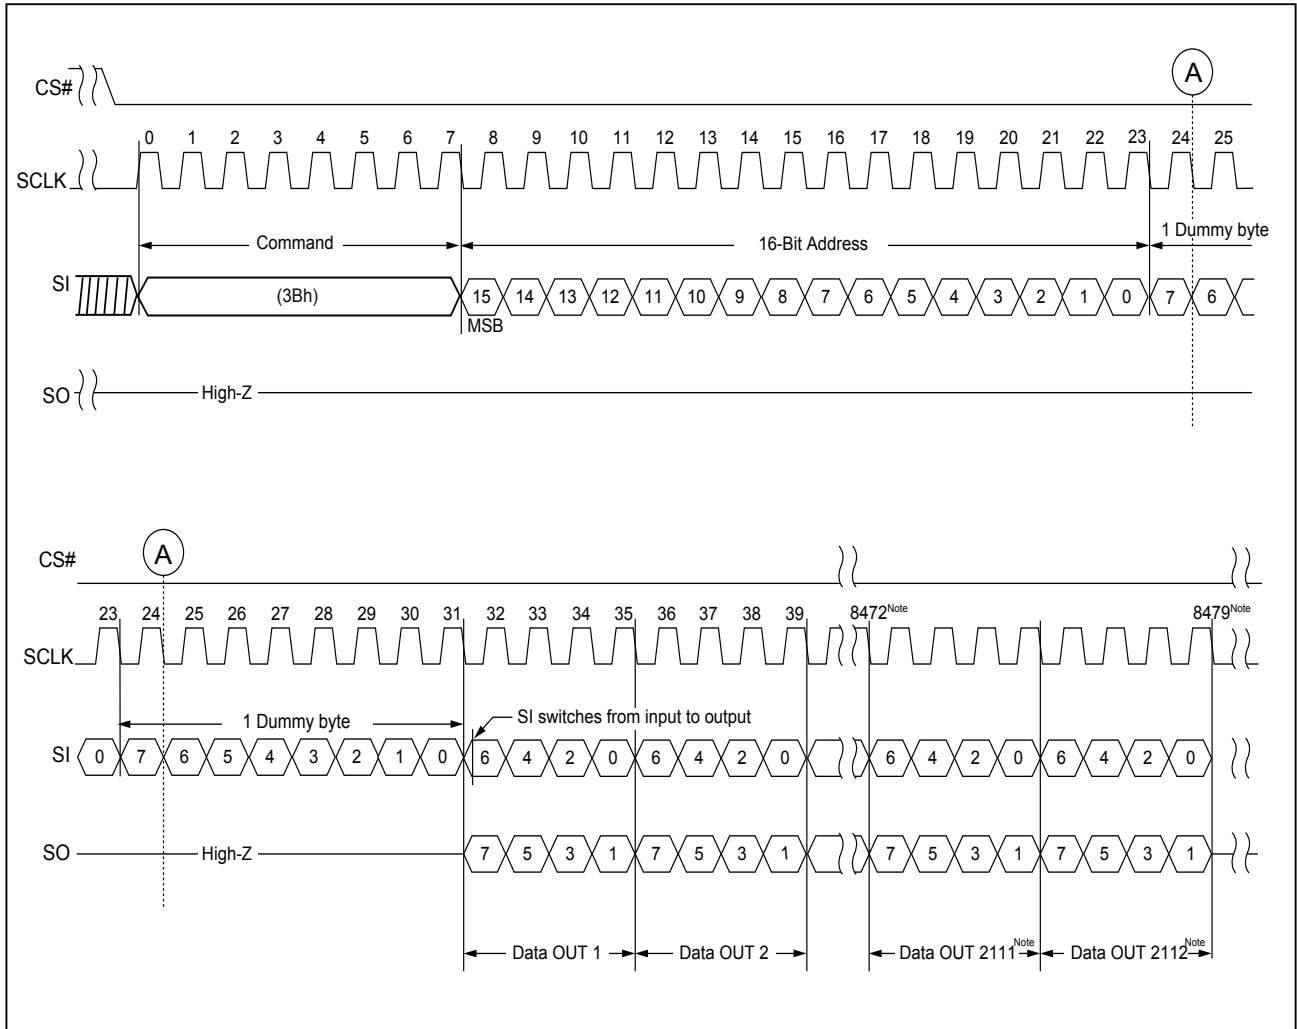 A
CS#
0 1 2 3 4 5 6 7 8 9 10 11 12 13 14 15 16 17 18 19 20 21 22 23 24 25
SCLK
Command 16-Bit Address 1 Dummy byte
SI (3Bh) 15 14 13 12 11 10 9 8 7 6 5 4 3 2 1 0 7 6
MSB
SO High-Z
A
CS#
23 24 25 26 27 28 29 30 31 32 33 34 35 36 37 38 39 8472Note 8479Note
SCLK
1 Dummy byte SI switches from input to output
SI 0 7 6 5 4 3 2 1 0 6 4 2 0 6 4 2 0 6 4 2 0 6 4 2 0
SO High-Z 7 5 3 1 7 5 3 1 7 5 3 1 7 5 3 1
Data OUT 1 Data OUT 2 Data OUT 2111Note Data OUT 2112Note